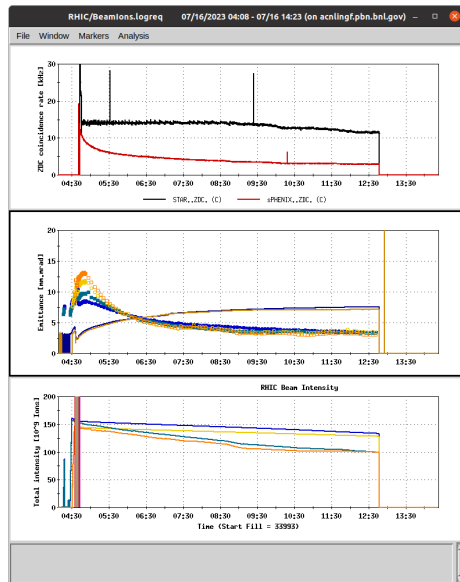 RHIC/BeamIons.logreq 07/16/2023 04:08 - 07/16 14:23 (on acnlingf.pbn.bnl.gov)
File Window Markers Analysis
ZDC coincidence rate [kHz]
30
20
10
0
04:30 05:30 06:30 07:30 08:30 09:30 10:30 11:30 12:30 13:30
STAR.,ZDC, (C) sPHENIX.,ZDC, (C)
Emittance [mm.mrad]
20
15
10
5
0
04:30 05:30 06:30 07:30 08:30 09:30 10:30 11:30 12:30 13:30
RHIC Beam Intensity
Total intensity [10^9 Ions]
200
150
100
50
0
04:30 05:30 06:30 07:30 08:30 09:30 10:30 11:30 12:30 13:30
Time (Start Fill = 33993)